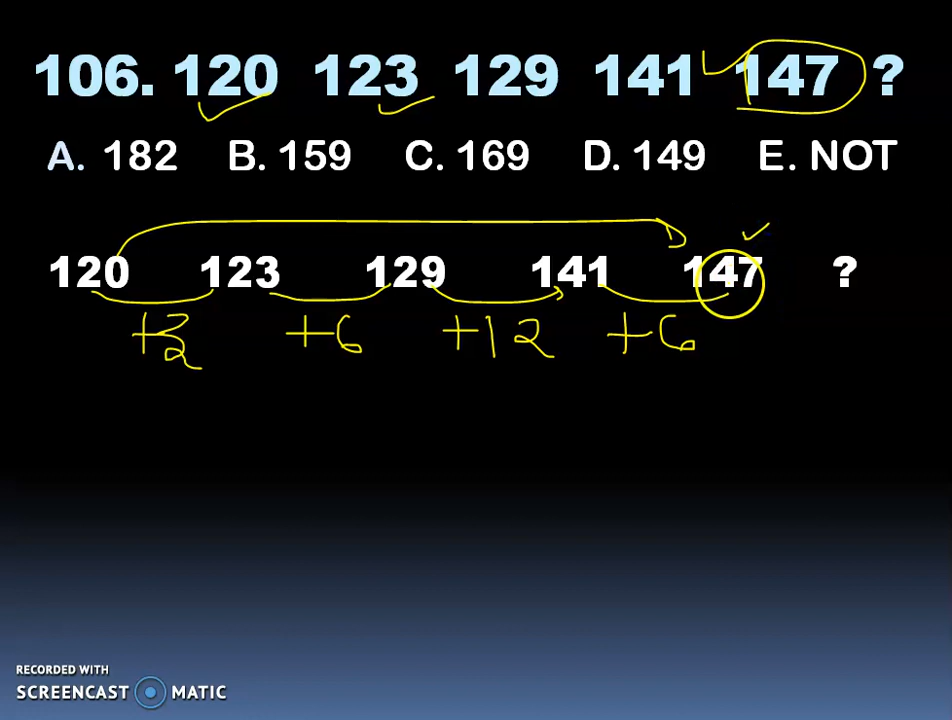 106. 120 123 129 141 147 ?
A. 182 B. 159 C. 169 D. 149 E. NOT
120 123 129 141 147 ?
+6 +12 +6
RECORDED WITH
SCREENCAST MATIC